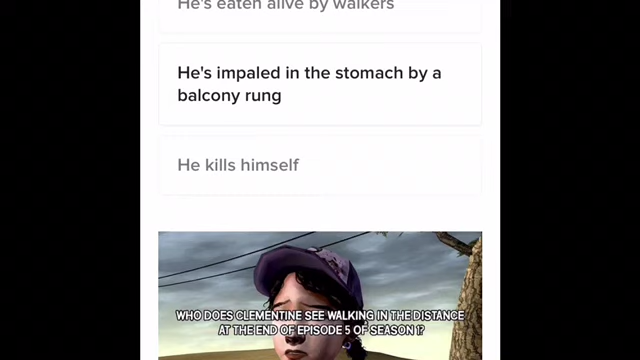 He's eaten alive by walkers
He's impaled in the stomach by a
balcony rung
He kills himself
WHO DOES CLEMENTINE SEE WALKING IN THE DISTANCE
AT THE END OF EPISODE 5 OF SEASON 1?